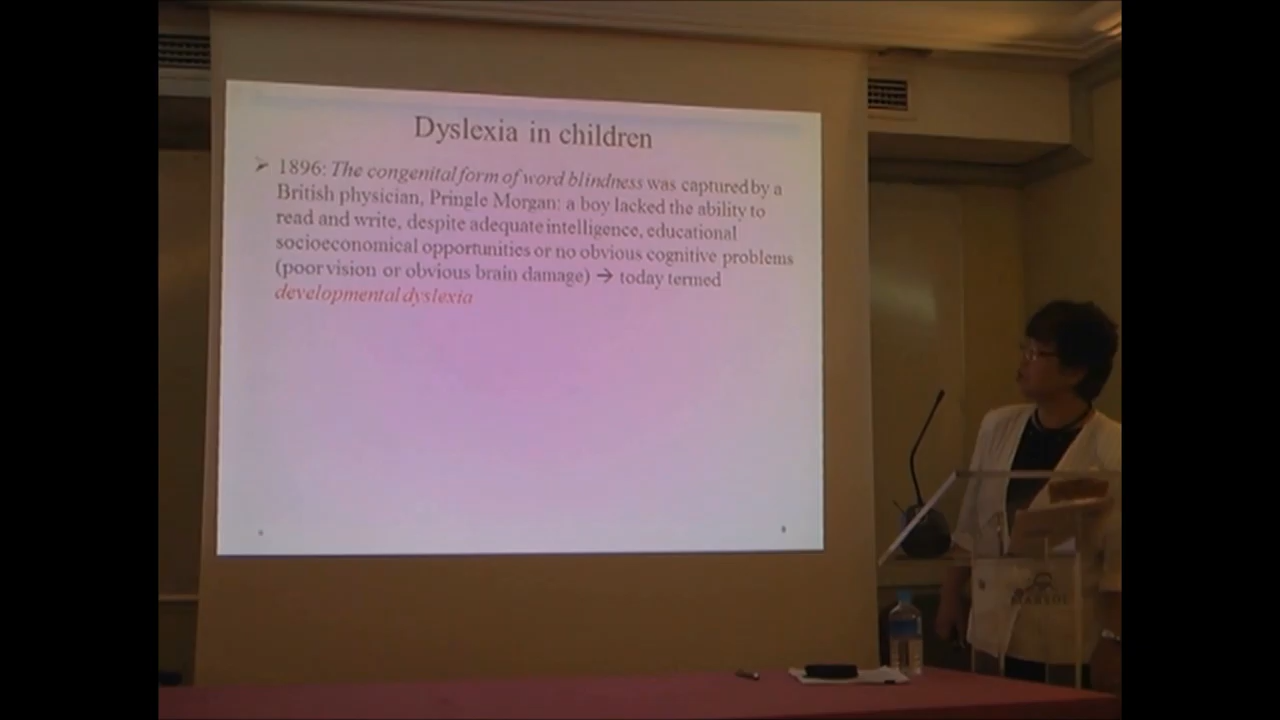 Dyslexia in children
➢ 1896: The congenital form of word blindness was captured by a
British physician, Pringle Morgan: a boy lacked the ability to
read and write, despite adequate intelligence, educational
socioeconomical opportunities or no obvious cognitive problems
(poor vision or obvious brain damage) → today termed
developmental dyslexia